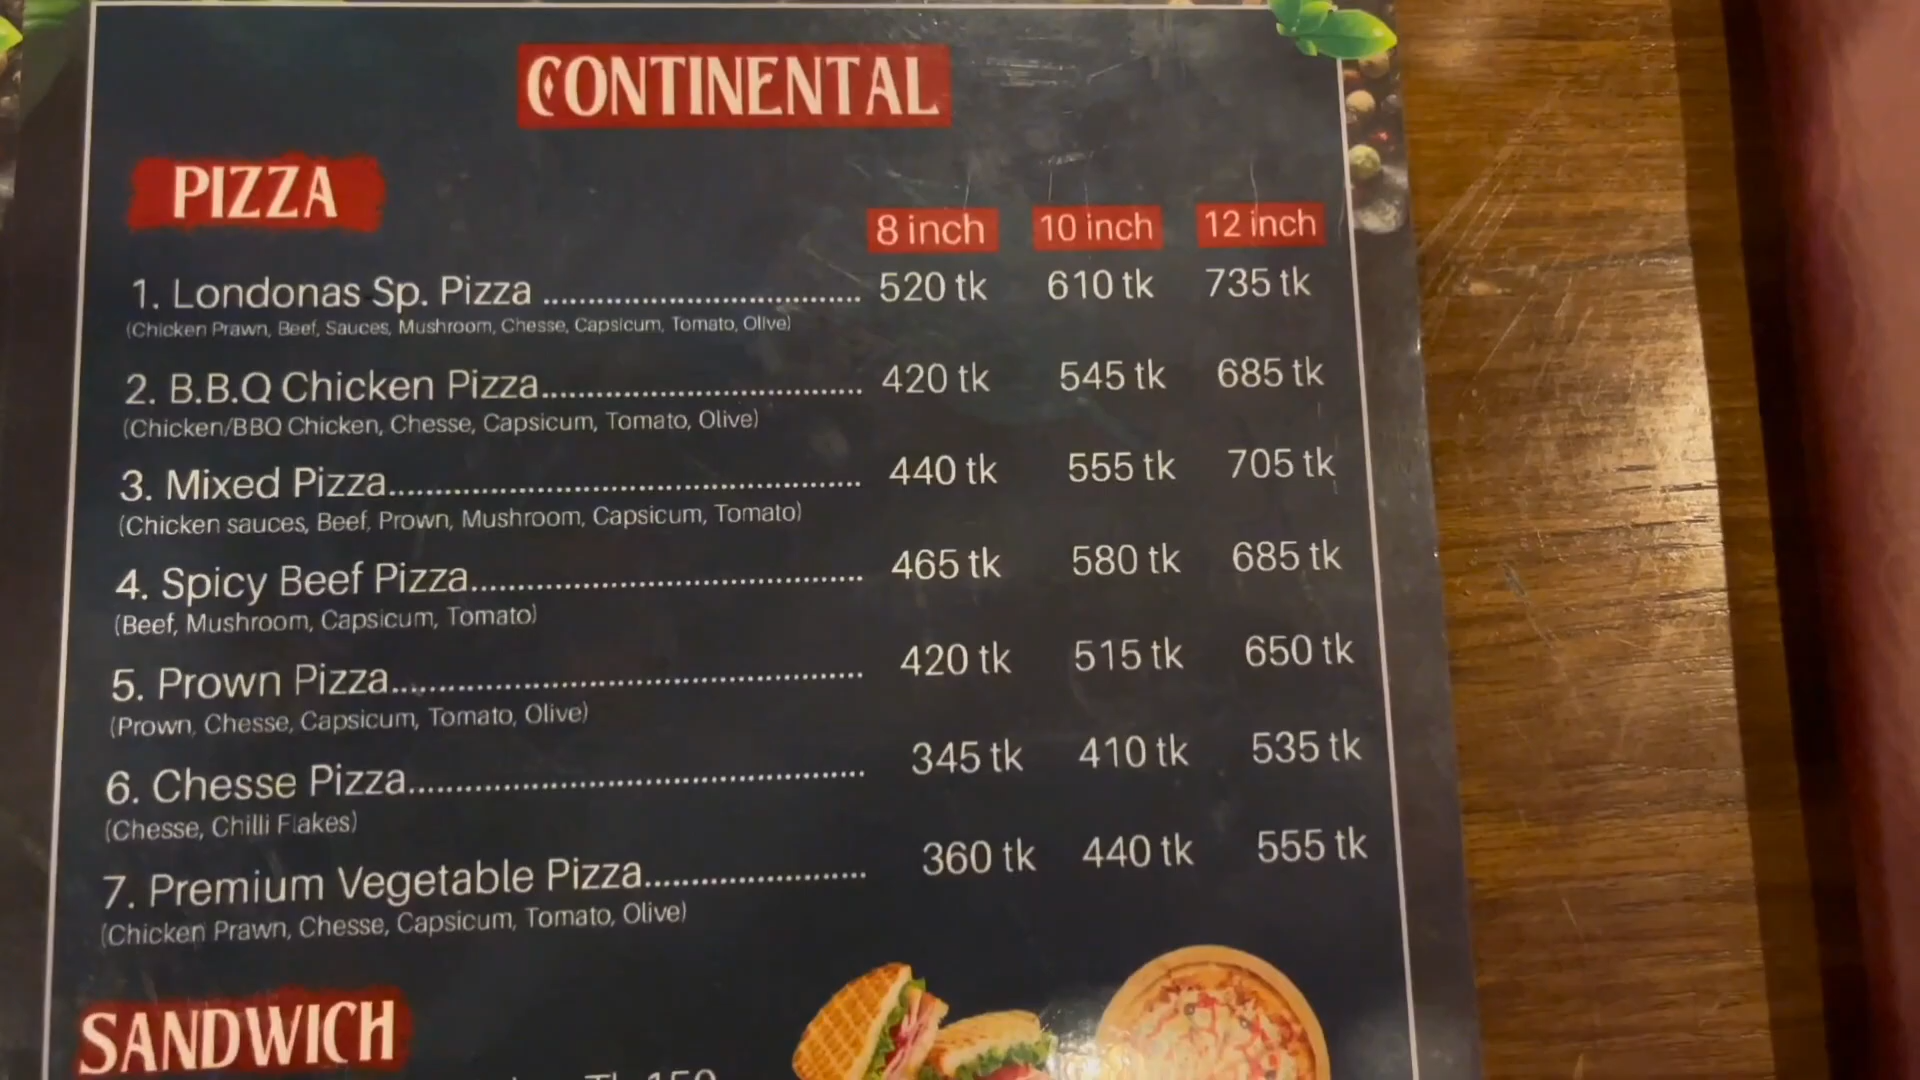 CONTINENTAL
PIZZA
8 inch 10 inch 12 inch
1. Londonas Sp. Pizza ........................................ 520 tk 610 tk 735 tk
(Chicken Prawn, Beef, Sauces, Mushroom, Chesse, Capsicum, Tomato, Olive)
2. B.B.Q Chicken Pizza........................................ 420 tk 545 tk 685 tk
(Chicken/BBQ Chicken, Chesse, Capsicum, Tomato, Olive)
3. Mixed Pizza........................................................ 440 tk 555 tk 705 tk
(Chicken sauces, Beef, Prown, Mushroom, Capsicum, Tomato)
4. Spicy Beef Pizza............................................... 465 tk 580 tk 685 tk
(Beef, Mushroom, Capsicum, Tomato)
5. Prown Pizza........................................................ 420 tk 515 tk 650 tk
(Prown, Chesse, Capsicum, Tomato, Olive)
6. Chesse Pizza...................................................... 345 tk 410 tk 535 tk
(Chesse, Chilli Flakes)
7. Premium Vegetable Pizza.......................... 360 tk 440 tk 555 tk
(Chicken Prawn, Chesse, Capsicum, Tomato, Olive)
SANDWICH